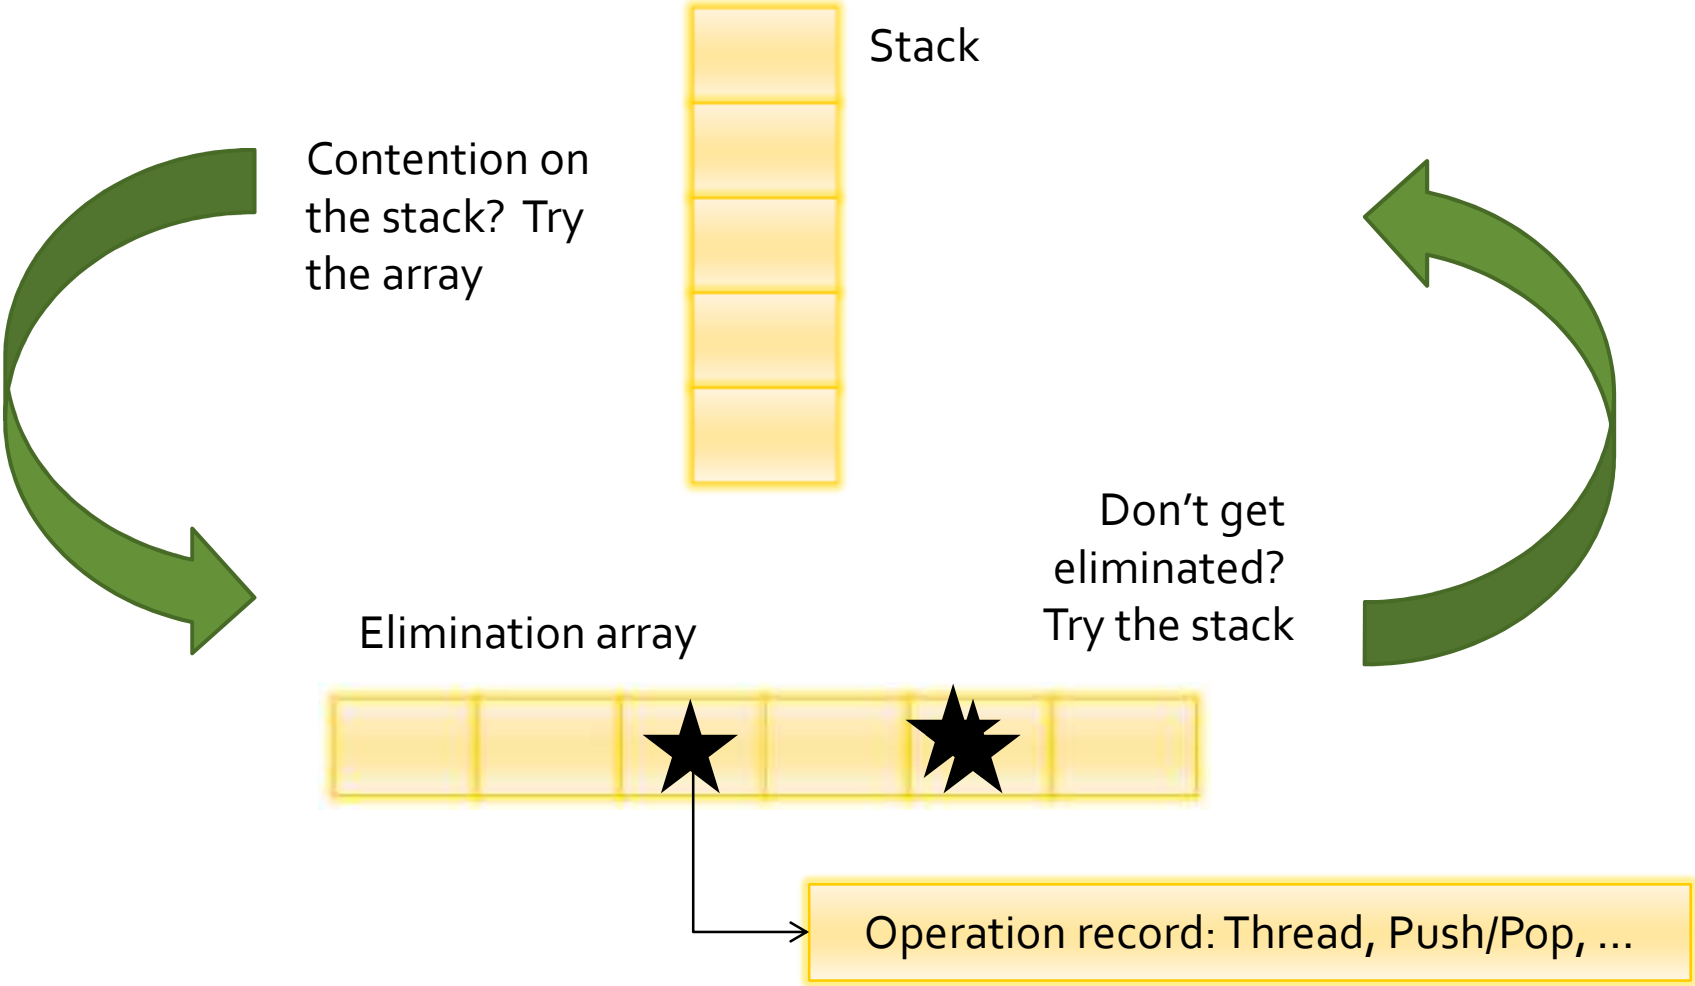 Stack
Contention on
the stack? Try
the array
Don’t get
eliminated?
Try the stack
Elimination array
Operation record: Thread, Push/Pop, …